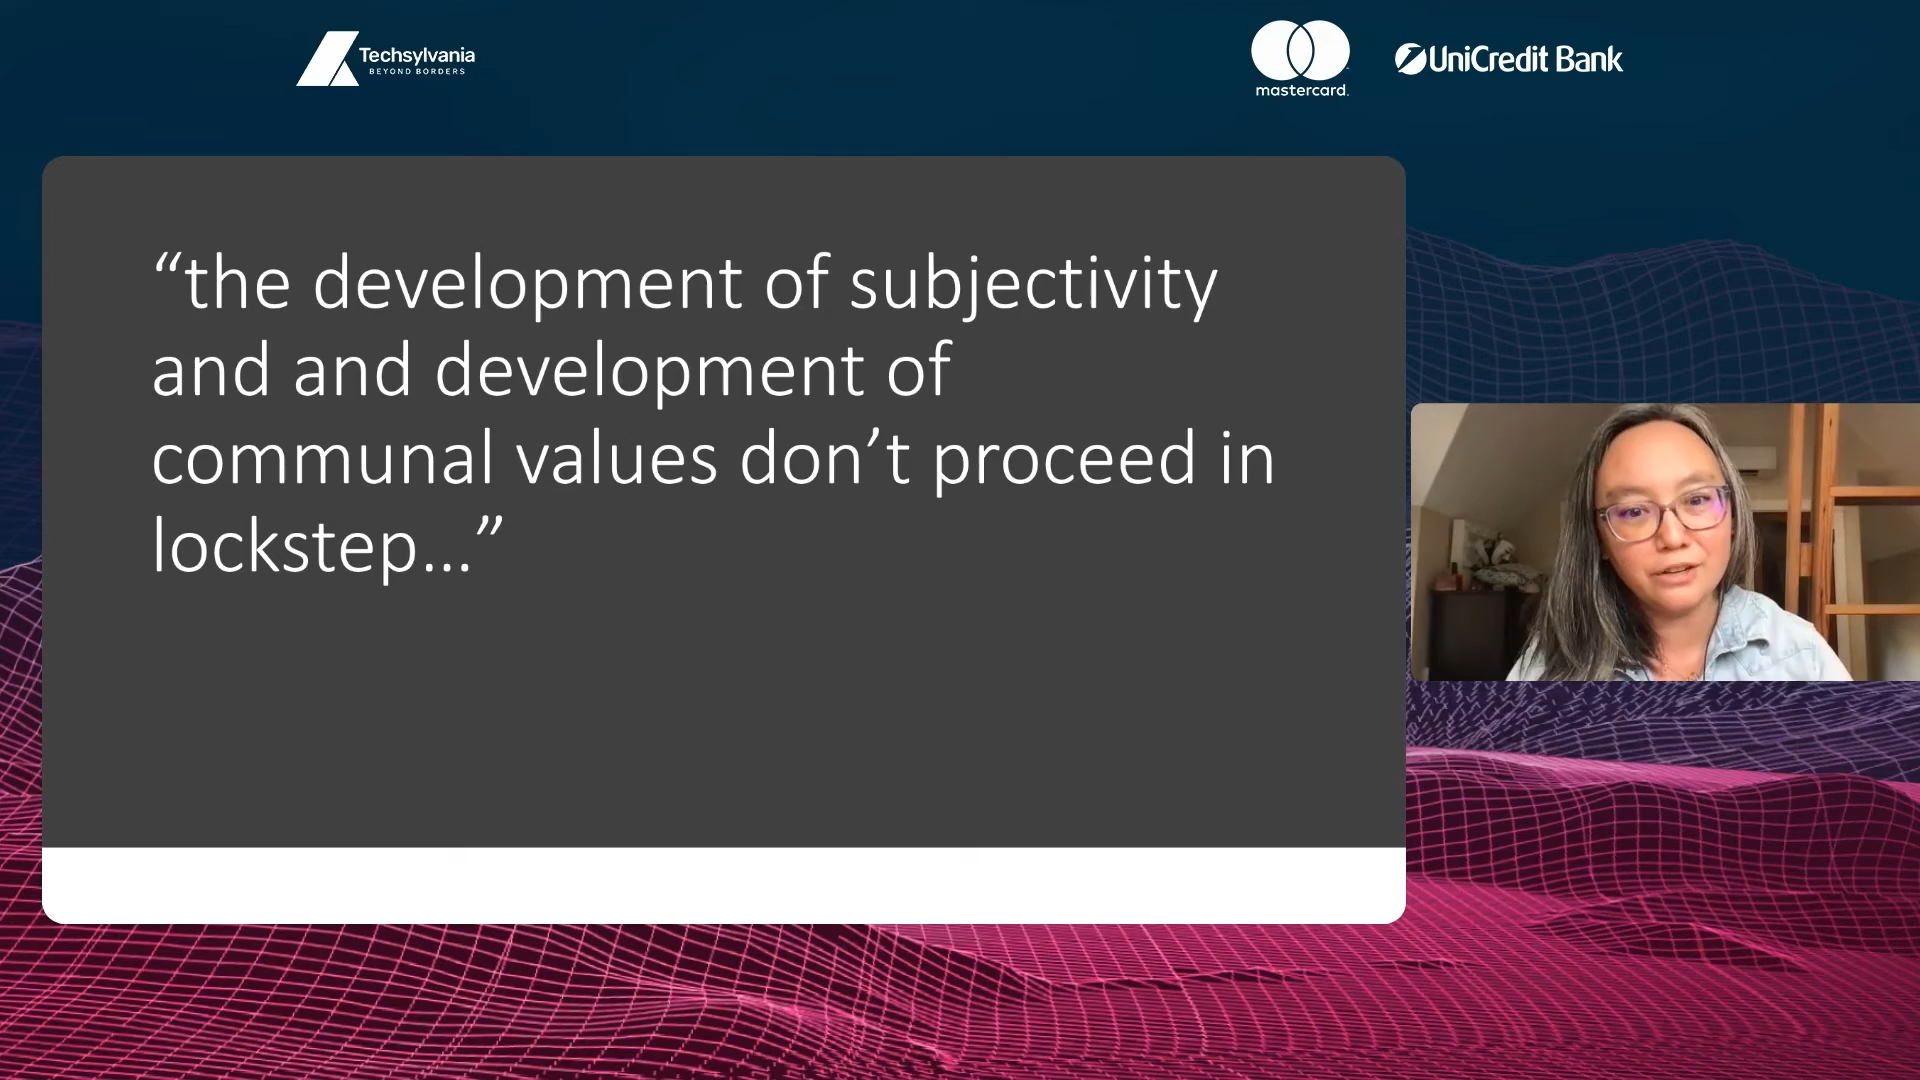 Techsylvania
BEYOND BORDERS
mastercard.
UniCredit Bank
“the development of subjectivity
and and development of
communal values don’t proceed in
lockstep…”